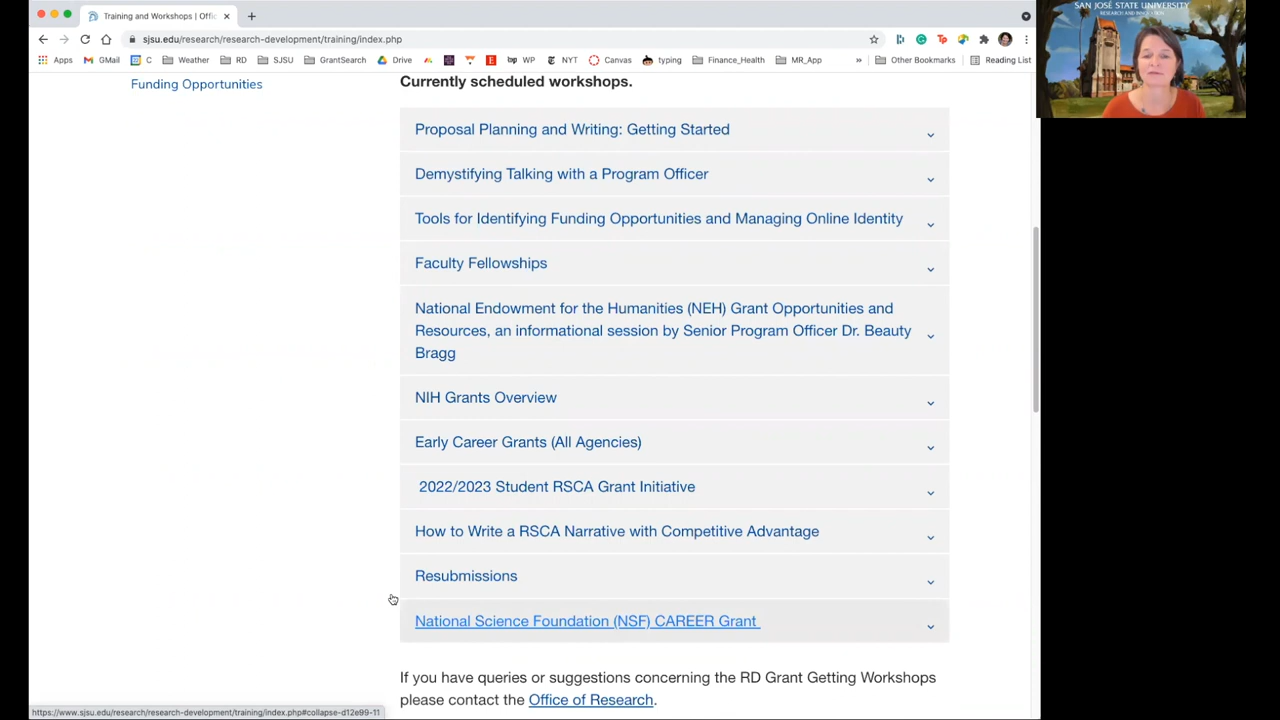 Training and Workshops | Offic
sjsu.edu/research/research-development/training/index.php
Apps GMail C Weather RD SJSU GrantSearch Drive WP NYT Canvas typing Finance_Health MR_App » Other Bookmarks Reading List
SAN JOSÉ STATE UNIVERSITY
Funding Opportunities
Currently scheduled workshops.
Proposal Planning and Writing: Getting Started
Demystifying Talking with a Program Officer
Tools for Identifying Funding Opportunities and Managing Online Identity
Faculty Fellowships
National Endowment for the Humanities (NEH) Grant Opportunities and
Resources, an informational session by Senior Program Officer Dr. Beauty
Bragg
NIH Grants Overview
Early Career Grants (All Agencies)
2022/2023 Student RSCA Grant Initiative
How to Write a RSCA Narrative with Competitive Advantage
Resubmissions
National Science Foundation (NSF) CAREER Grant
If you have queries or suggestions concerning the RD Grant Getting Workshops
please contact the Office of Research.
https://www.sjsu.edu/research/research-development/training/index.php#collapse-d12e99-11